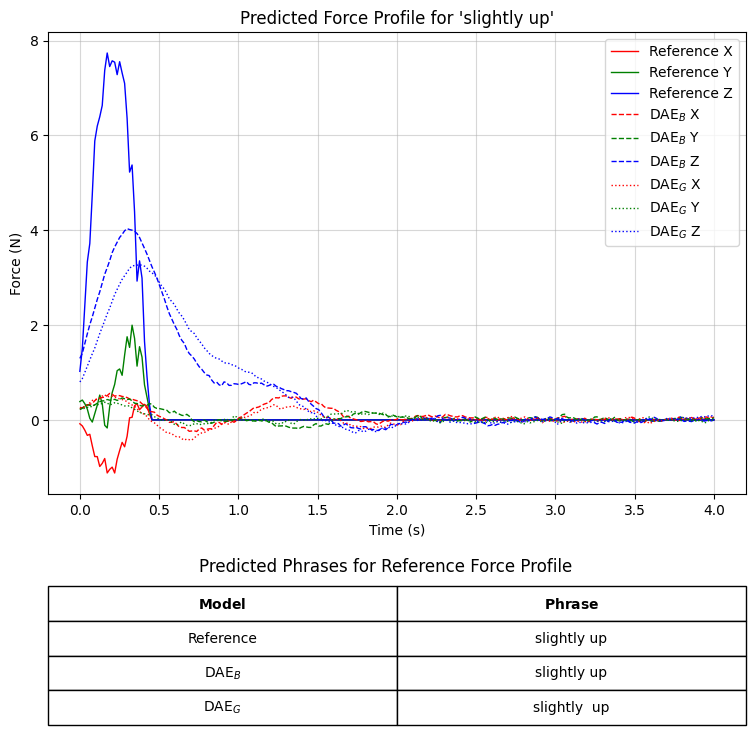 Predicted Force Profile for 'slightly up'
8
6
4
2
0
Force (N)
Reference X
Reference Y
Reference Z
DAE_B X
DAE_B Y
DAE_B Z
DAE_G X
DAE_G Y
DAE_G Z
0.0 0.5 1.0 1.5 2.0 2.5 3.0 3.5 4.0
Time (s)
Predicted Phrases for Reference Force Profile
Model Phrase
Reference slightly up
DAE_B slightly up
DAE_G slightly  up